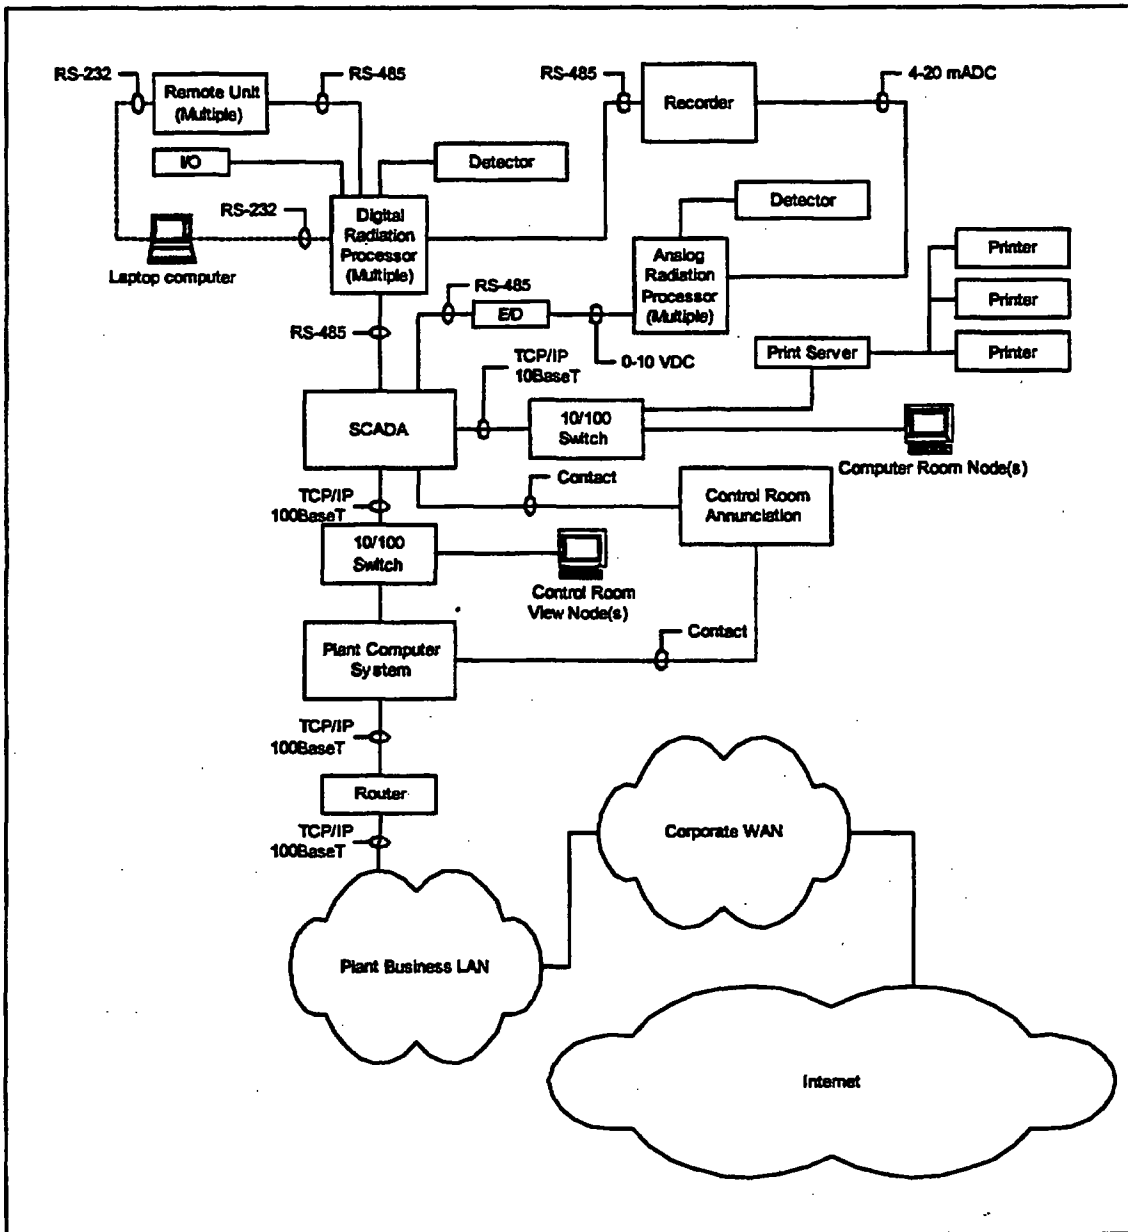 RS-232
RS-485
RS-485
4-20 mADC
Remote Unit
(Multiple)
Recorder
I/O
Detector
Detector
RS-232
Digital
Radiation
Processor
(Multiple)
Laptop computer
Analog
Radiation
Processor
(Multiple)
Printer
RS-485
E/D
Printer
RS-485
0-10 VDC
Print Server
Printer
TCP/IP
10BaseT
SCADA
10/100
Switch
Computer Room Node(s)
Contact
Control Room
Annunciation
TCP/IP
100BaseT
10/100
Switch
Control Room
View Node(s)
Contact
Plant Computer
System
TCP/IP
100BaseT
Router
TCP/IP
100BaseT
Corporate WAN
Plant Business LAN
Internet